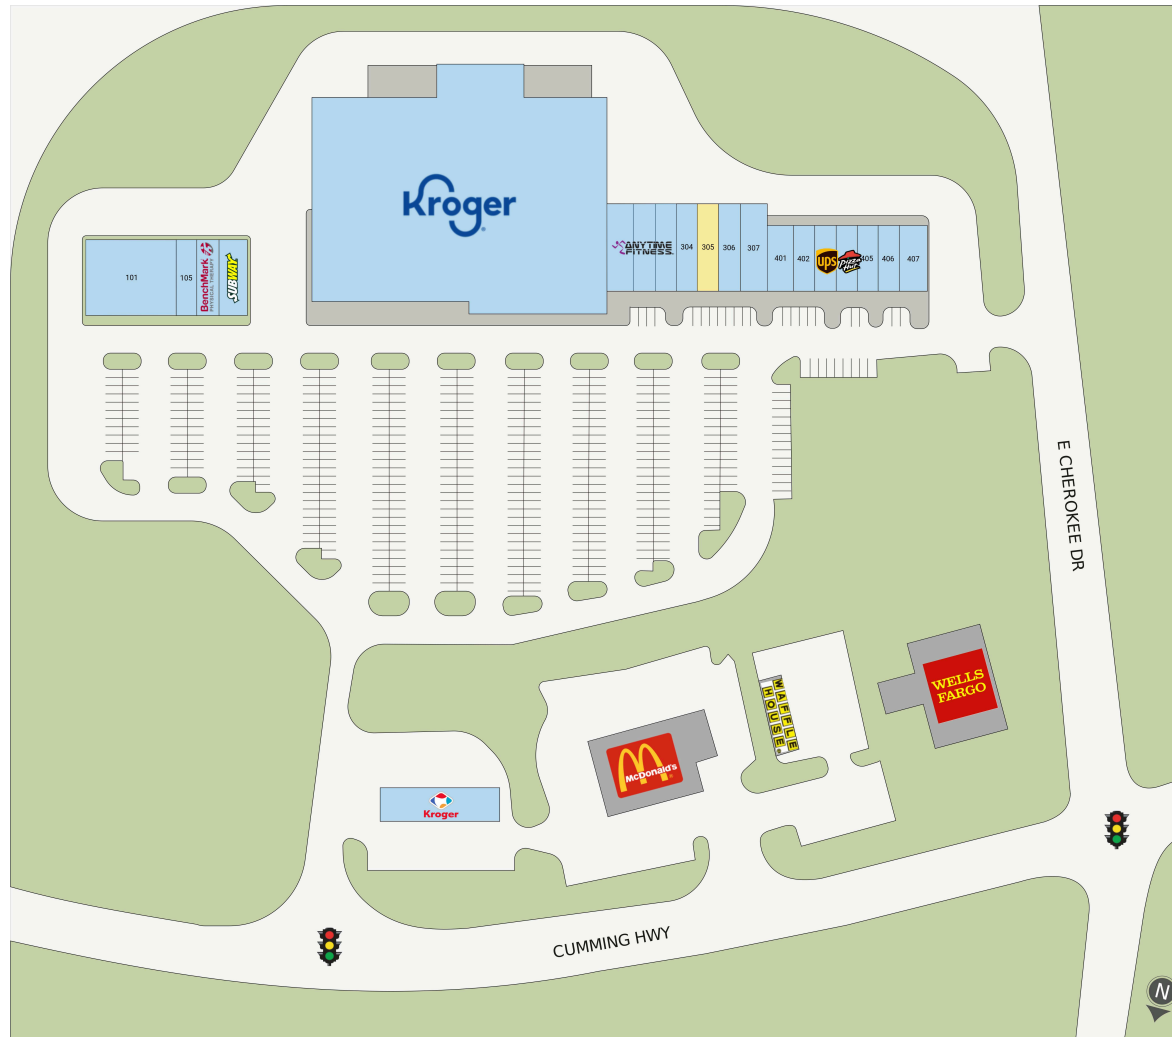 Kroger
101
105
BenchMark
PHYSICAL THERAPY
SUBWAY
ANYTIME
FITNESS
304
305
306
307
401
402
ups
Pizza
Hut
405
406
407
E CHEROKEE DR
WELLS
FARGO
WAFFLE
HOUSE
McDonald's
Kroger
CUMMING HWY
N